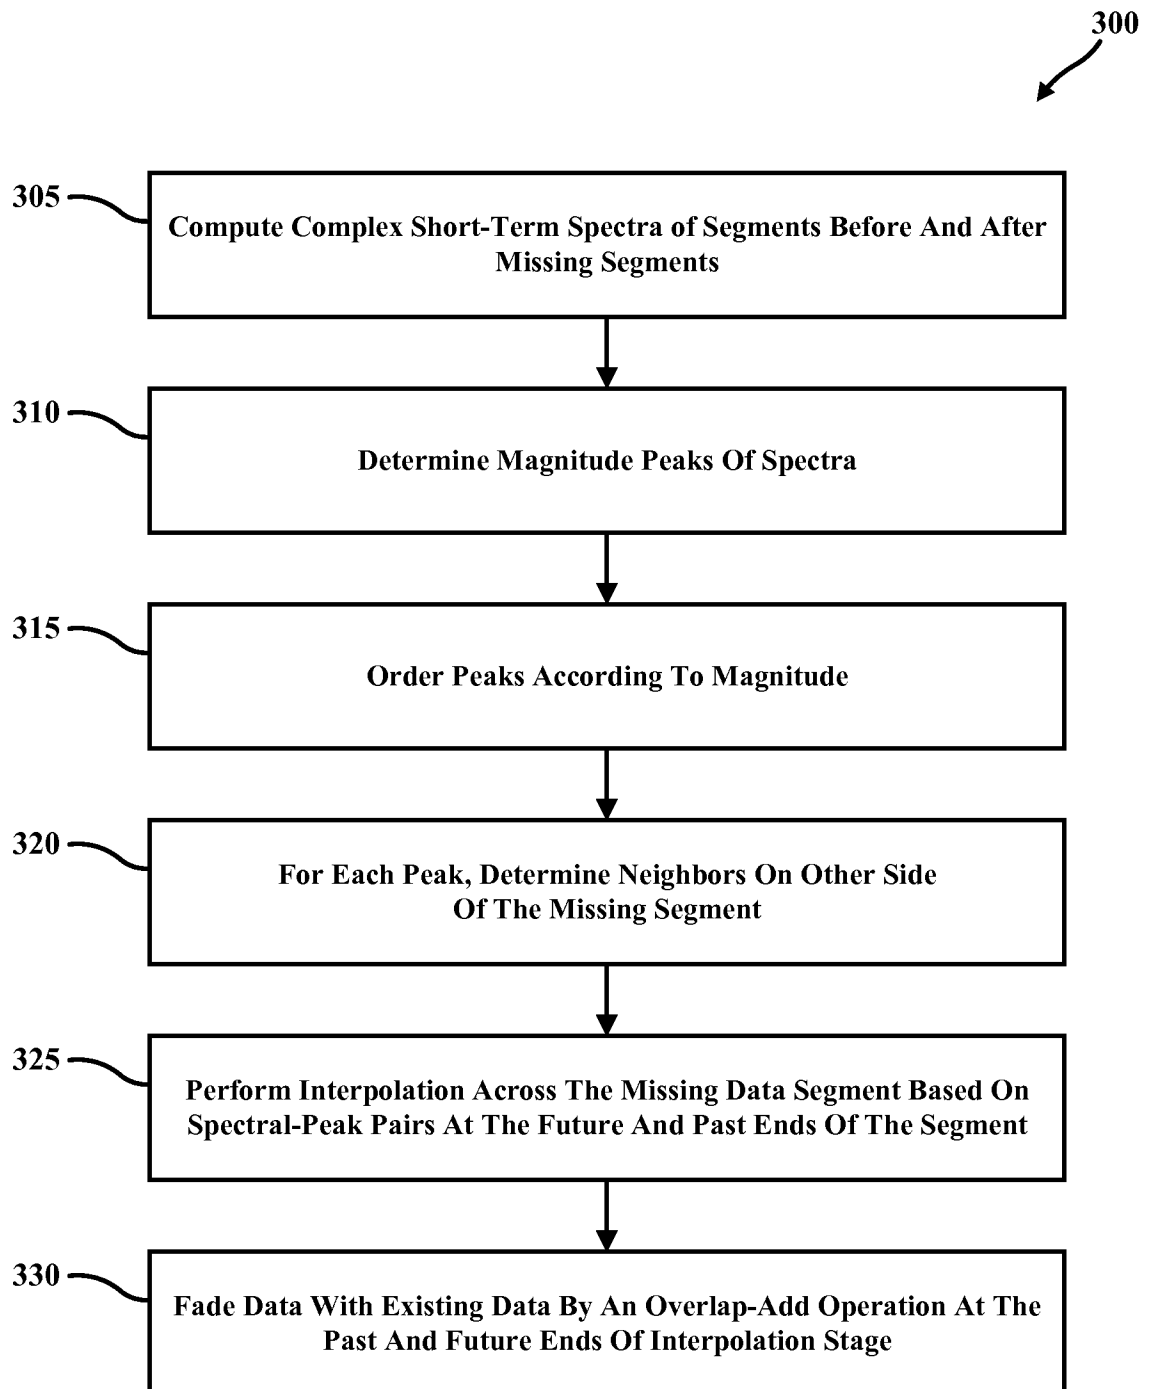 300
305
Compute Complex Short-Term Spectra of Segments Before And After
Missing Segments
310
Determine Magnitude Peaks Of Spectra
315
Order Peaks According To Magnitude
320
For Each Peak, Determine Neighbors On Other Side
Of The Missing Segment
325
Perform Interpolation Across The Missing Data Segment Based On
Spectral-Peak Pairs At The Future And Past Ends Of The Segment
330
Fade Data With Existing Data By An Overlap-Add Operation At The
Past And Future Ends Of Interpolation Stage